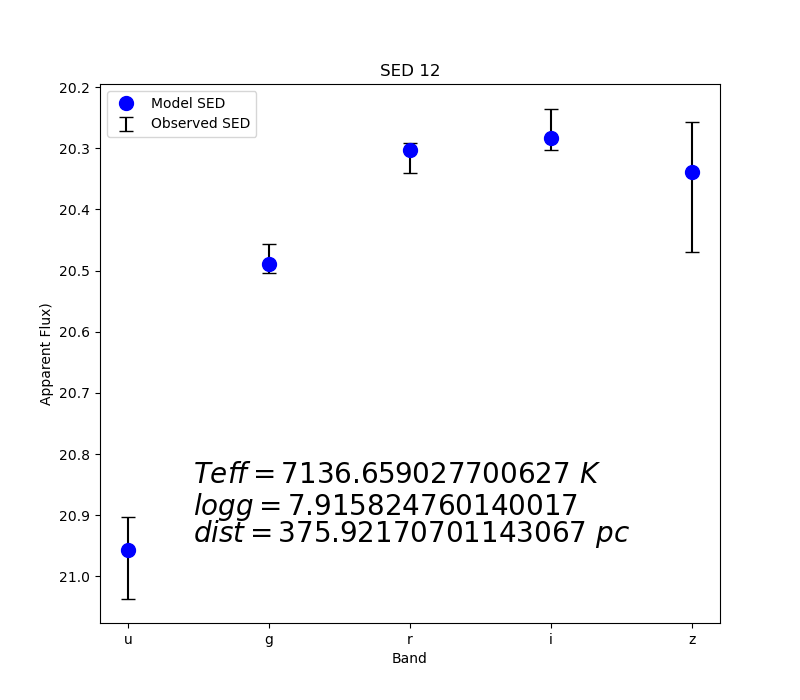 SED 12
Model SED
Observed SED
20.2
20.3
20.4
20.5
20.6
20.7
20.8
20.9
21.0
Apparent Flux)
Teff = 7136.659027700627 K
logg = 7.915824760140017
dist = 375.92170701143067 pc
u g r i z
Band